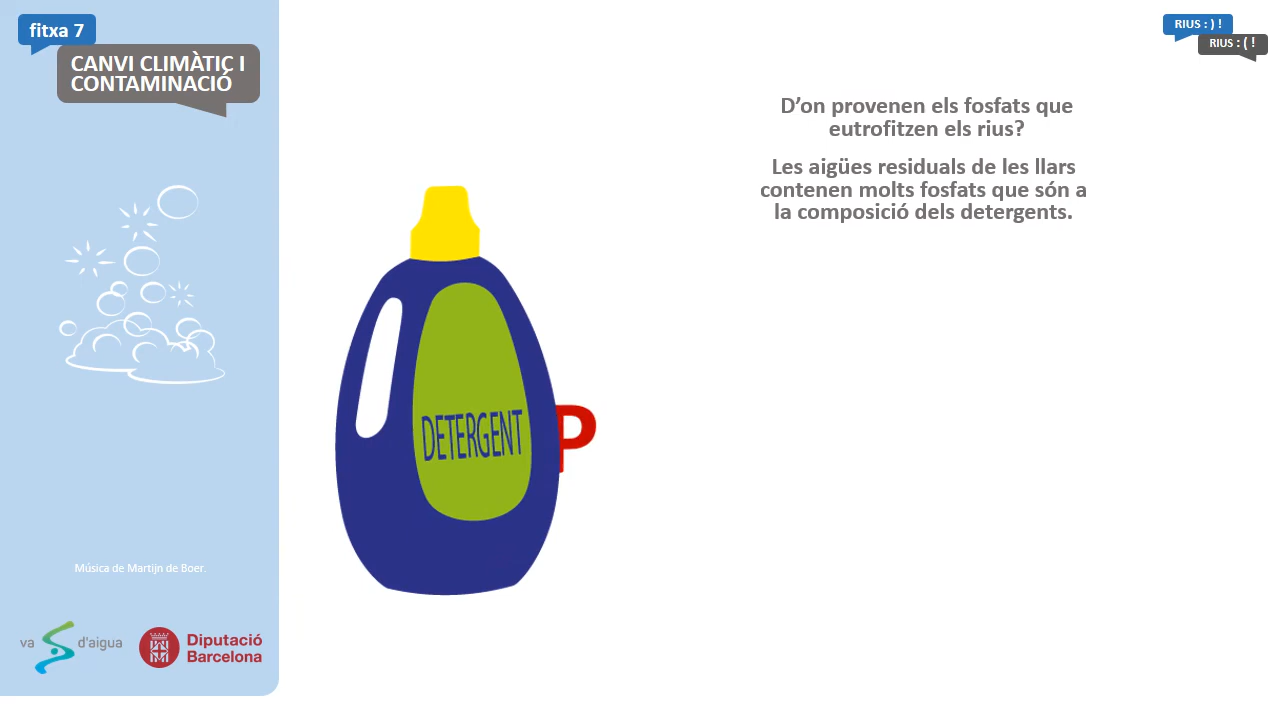 fitxa 7
CANVI CLIMÀTIC I
CONTAMINACIÓ
RIUS : ) !
RIUS : ( !
D’on provenen els fosfats que
eutrofitzen els rius?
Les aigües residuals de les llars
contenen molts fosfats que són a
la composició dels detergents.
DETERGENT
P
Música de Martijn de Boer.
va d'aigua
Diputació
Barcelona